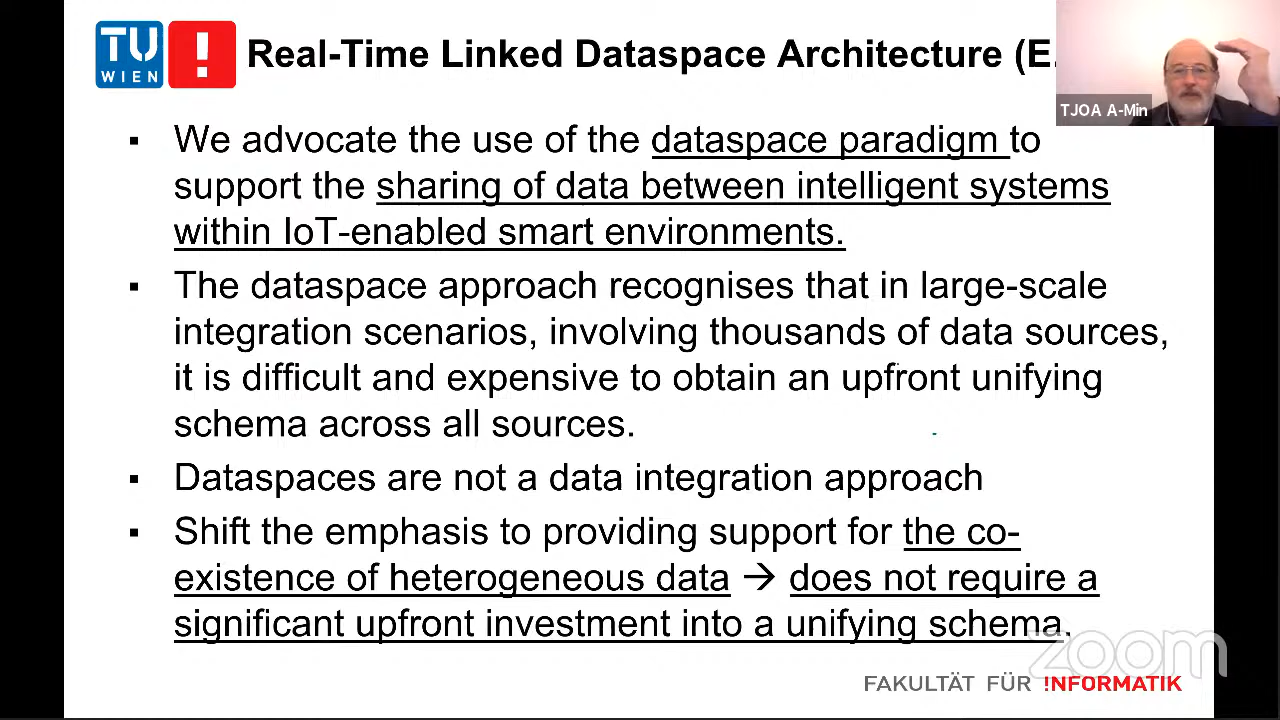 TU
WIEN
!
Real-Time Linked Dataspace Architecture (E.
TJOA A-Min
▪ We advocate the use of the dataspace paradigm to
support the sharing of data between intelligent systems
within IoT-enabled smart environments.
▪ The dataspace approach recognises that in large-scale
integration scenarios, involving thousands of data sources,
it is difficult and expensive to obtain an upfront unifying
schema across all sources.
▪ Dataspaces are not a data integration approach
▪ Shift the emphasis to providing support for the co-
existence of heterogeneous data → does not require a
significant upfront investment into a unifying schema.
zoom
FAKULTÄT FÜR !NFORMATIK